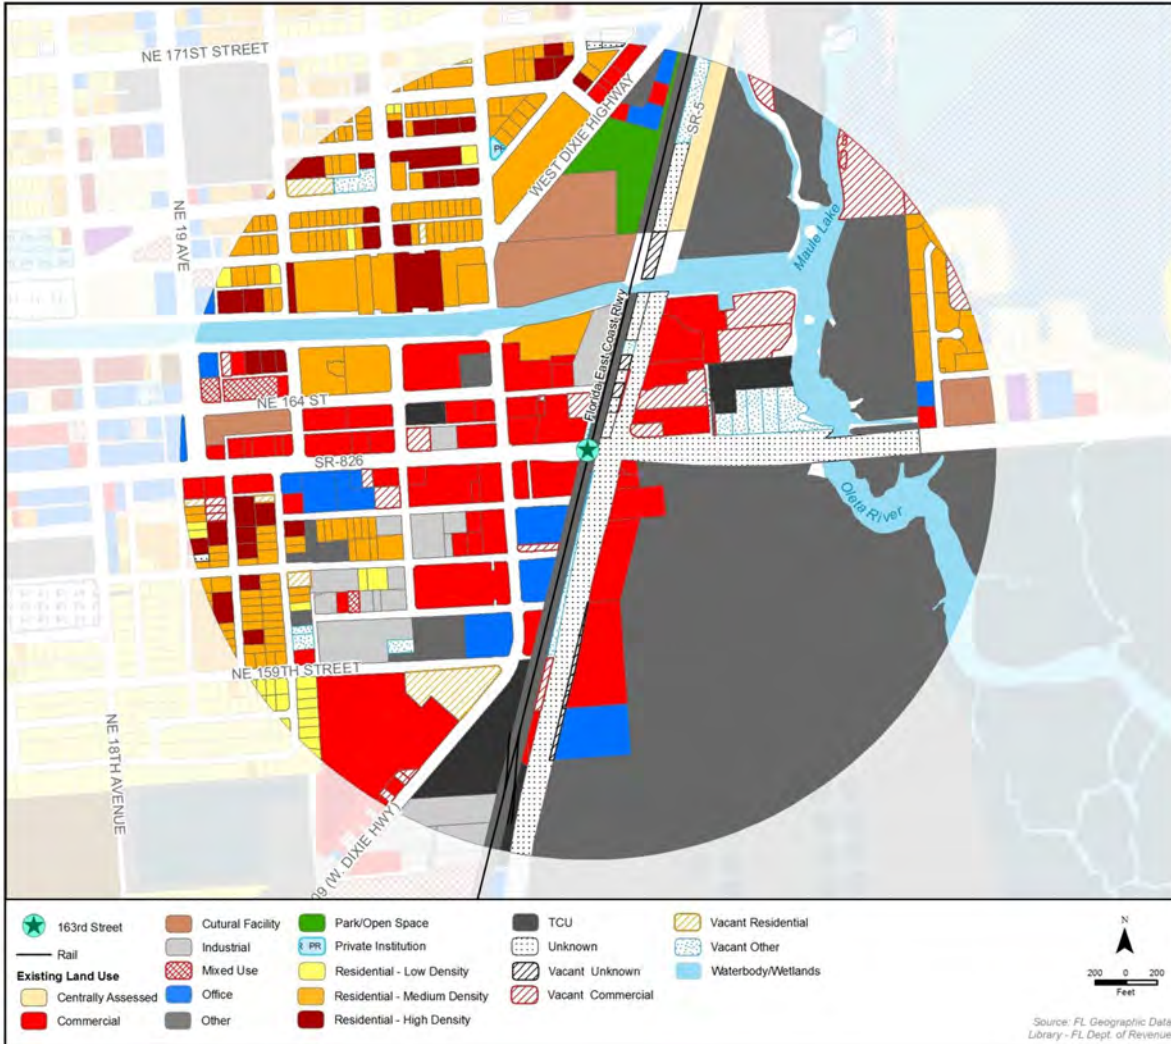 NE 171ST STREET
SR-5
WEST DIXIE HIGHWAY
PR
NE 19 AVE
Maule Lake
Florida East Coast Rlwy
NE 164 ST
SR-826
Oleta River
NE 159TH STREET
NE 18TH AVENUE
09 (W. DIXIE HWY)
163rd Street
Rail
Existing Land Use
Centrally Assessed
Commercial
Cutural Facility
Industrial
Mixed Use
Office
Other
Park/Open Space
PR
Private Institution
Residential - Low Density
Residential - Medium Density
Residential - High Density
TCU
Unknown
Vacant Unknown
Vacant Commercial
Vacant Residential
Vacant Other
Waterbody/Wetlands
N
200 0 200
Feet
Source: FL Geographic Data
Library - FL Dept. of Revenue